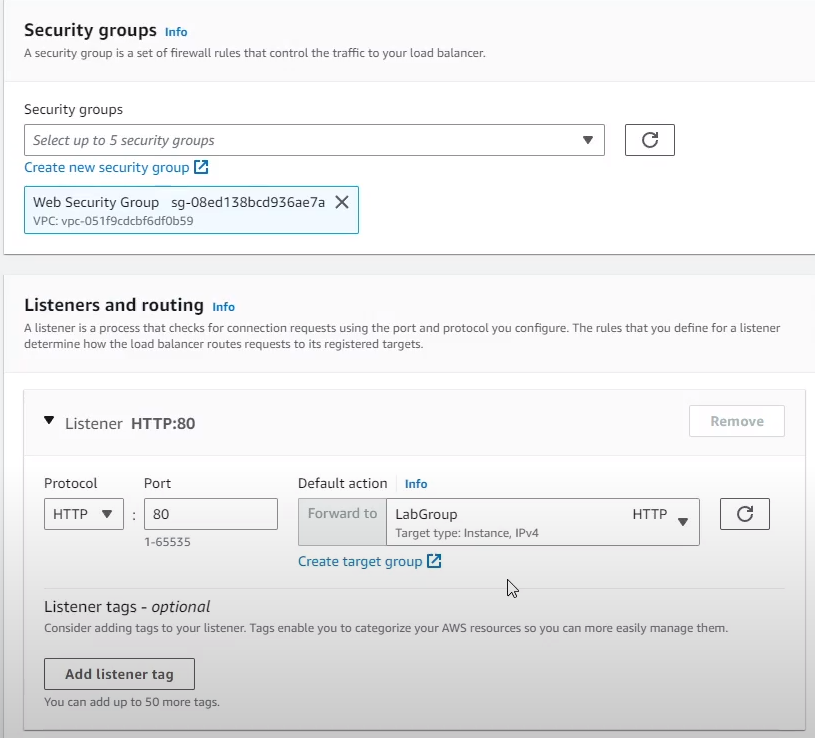 Security groups Info
A security group is a set of firewall rules that control the traffic to your load balancer.
Security groups
Select up to 5 security groups
Create new security group
Web Security Group sg-08ed138bcd936ae7a
VPC: vpc-051f9cdcbf6df0b59
Listeners and routing Info
A listener is a process that checks for connection requests using the port and protocol you configure. The rules that you define for a listener
determine how the load balancer routes requests to its registered targets.
Listener HTTP:80
Remove
Protocol Port Default action Info
HTTP : 80 Forward to LabGroup HTTP
Target type: Instance, IPv4
1-65535
Create target group
Listener tags - optional
Consider adding tags to your listener. Tags enable you to categorize your AWS resources so you can more easily manage them.
Add listener tag
You can add up to 50 more tags.